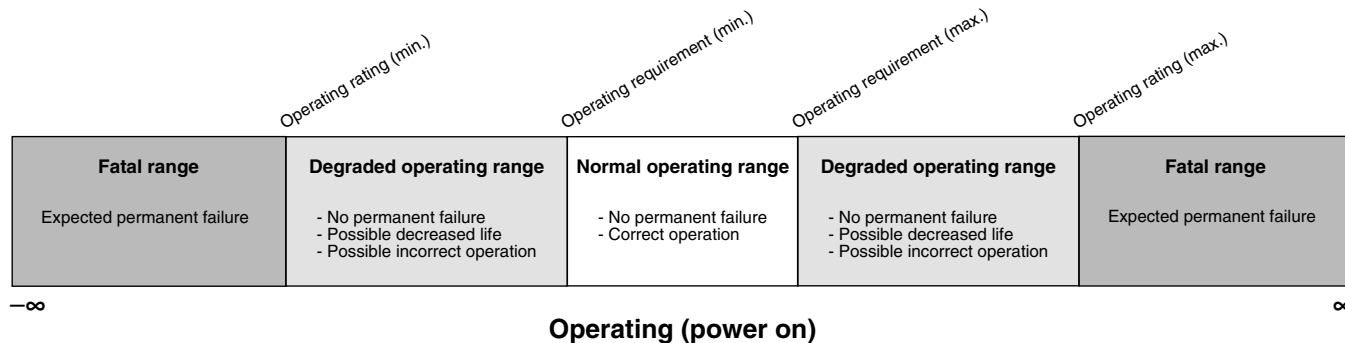 Operating rating (min.)
Operating requirement (min.)
Operating requirement (max.)
Operating rating (max.)
Fatal range
Expected permanent failure
Degraded operating range
- No permanent failure
- Possible decreased life
- Possible incorrect operation
Normal operating range
- No permanent failure
- Correct operation
Degraded operating range
- No permanent failure
- Possible decreased life
- Possible incorrect operation
Fatal range
Expected permanent failure
–∞
∞
Operating (power on)